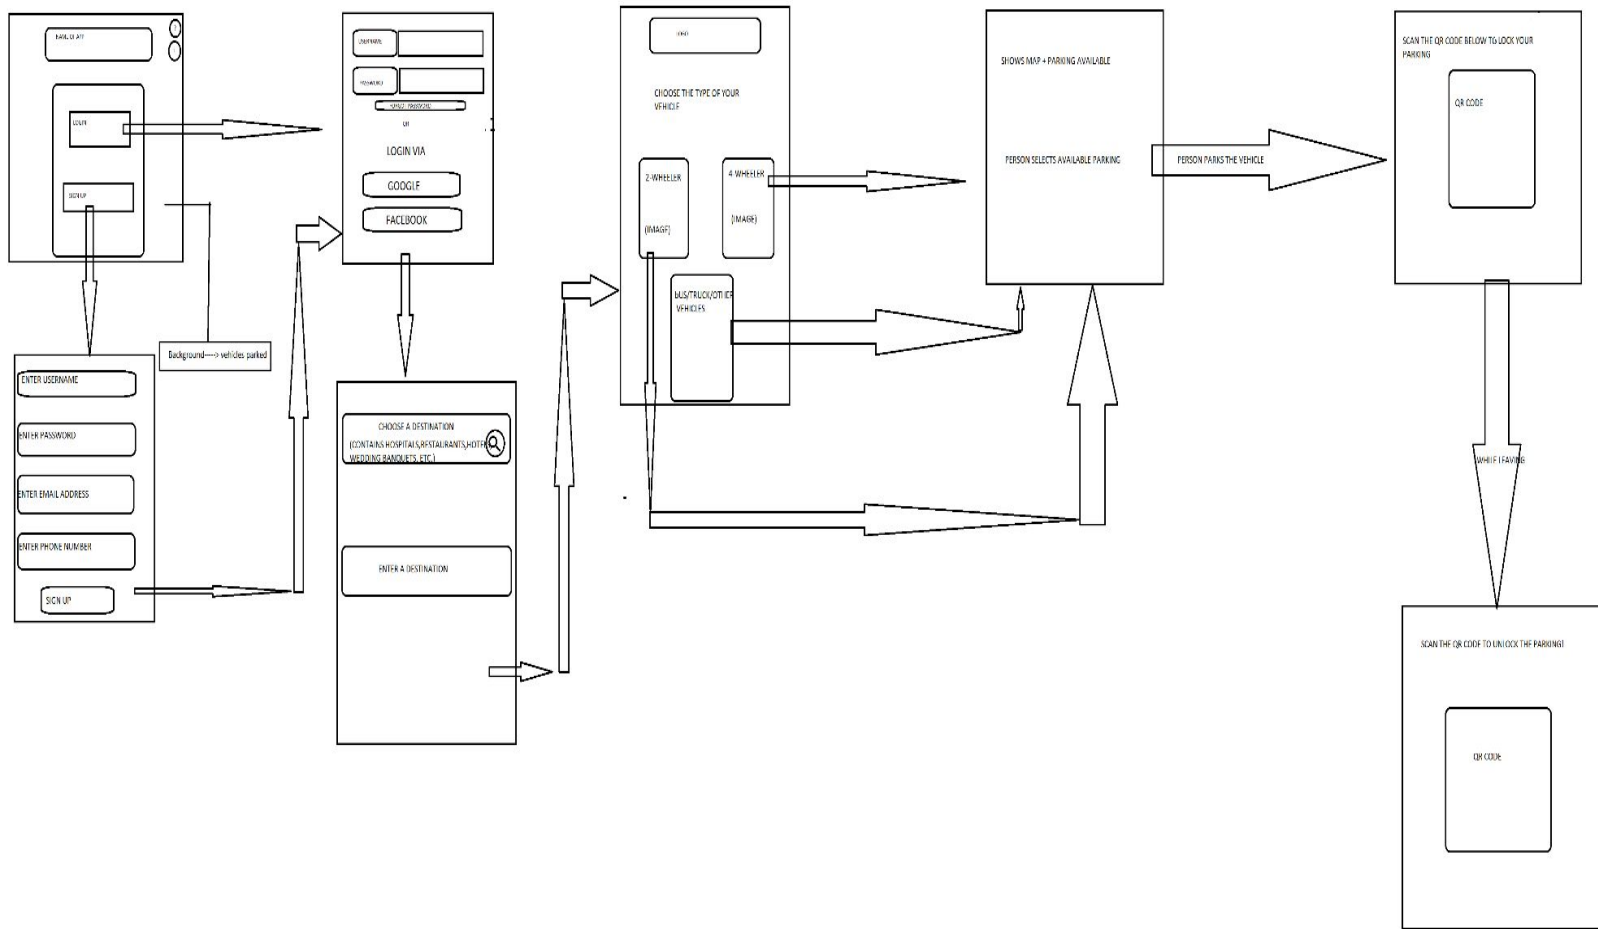 LOGIN
SIGN UP
Background----> vehicles parked
ENTER USERNAME
ENTER PASSWORD
ENTER EMAIL ADDRESS
ENTER PHONE NUMBER
SIGN UP
USERNAME
PASSWORD
OR
LOGIN VIA
GOOGLE
FACEBOOK
CHOOSE A DESTINATION
(CONTAINS HOSPITALS,RESTAURANTS,HOTELS
WEDDING BANQUETS, ETC.)
ENTER A DESTINATION
LOGO
CHOOSE THE TYPE OF YOUR
VEHICLE
2-WHEELER
(IMAGE)
4-WHEELER
(IMAGE)
BUS/TRUCK/OTHER
VEHICLES
SHOWS MAP + PARKING AVAILABLE
PERSON SELECTS AVAILABLE PARKING
PERSON PARKS THE VEHICLE
SCAN THE QR CODE BELOW TO LOCK YOUR
PARKING
QR CODE
WHILE LEAVING
SCAN THE QR CODE TO UNLOCK THE PARKING!
QR CODE